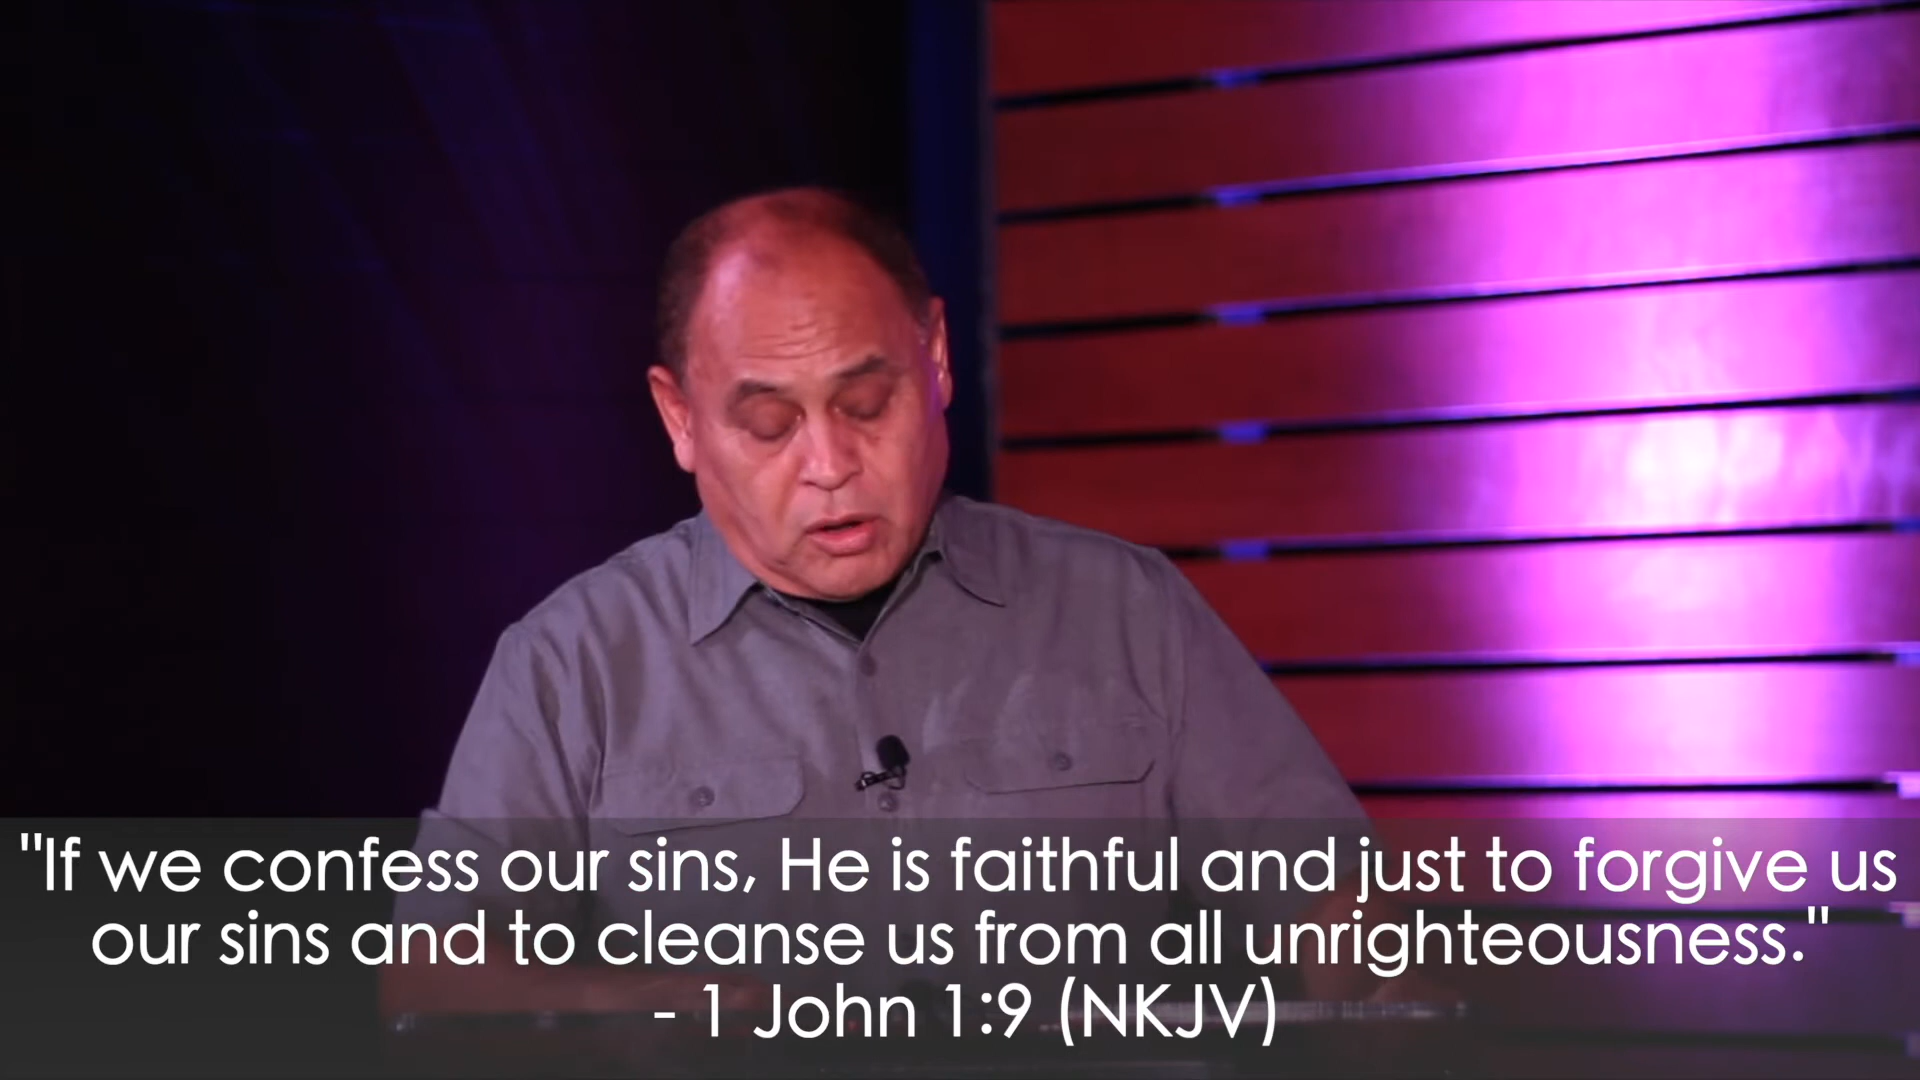 "If we confess our sins, He is faithful and just to forgive us
our sins and to cleanse us from all unrighteousness."
- 1 John 1:9 (NKJV)